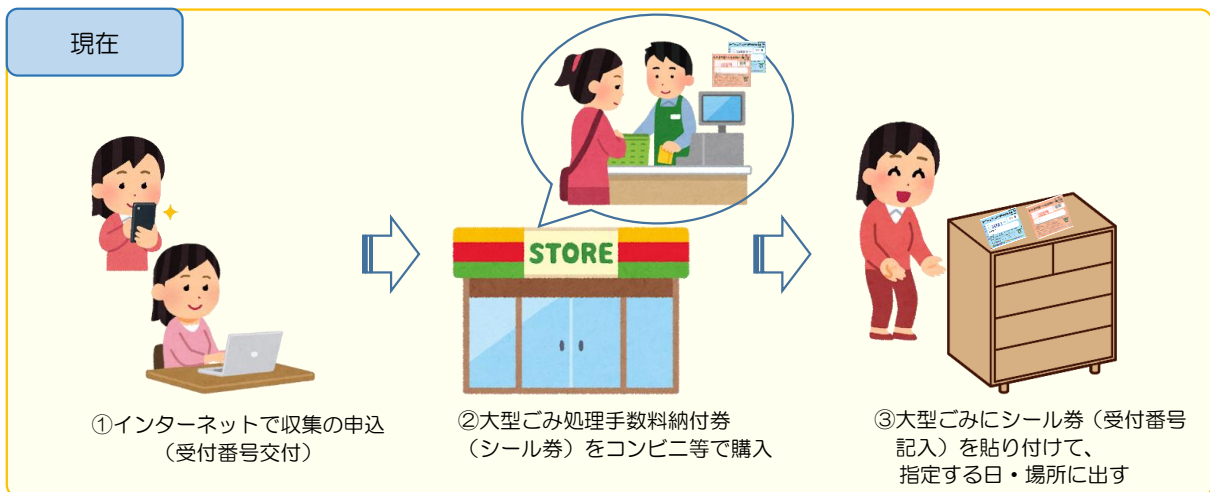 現在
STORE
①インターネットで収集の申込
（受付番号交付）
②大型ごみ処理手数料納付券
（シール券）をコンビニ等で購入
③大型ごみにシール券（受付番号
記入）を貼り付けて、
指定する日・場所に出す